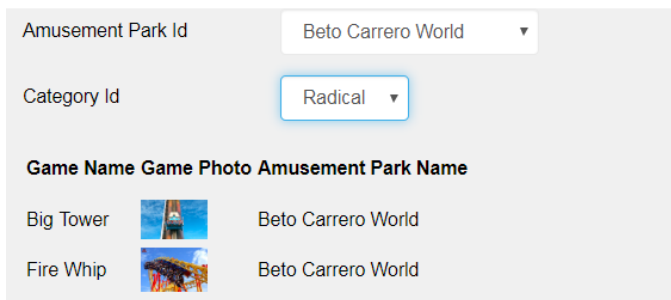 Amusement Park Id Beto Carrero World
Category Id Radical
Game Name Game Photo Amusement Park Name
Big Tower Beto Carrero World
Fire Whip Beto Carrero World